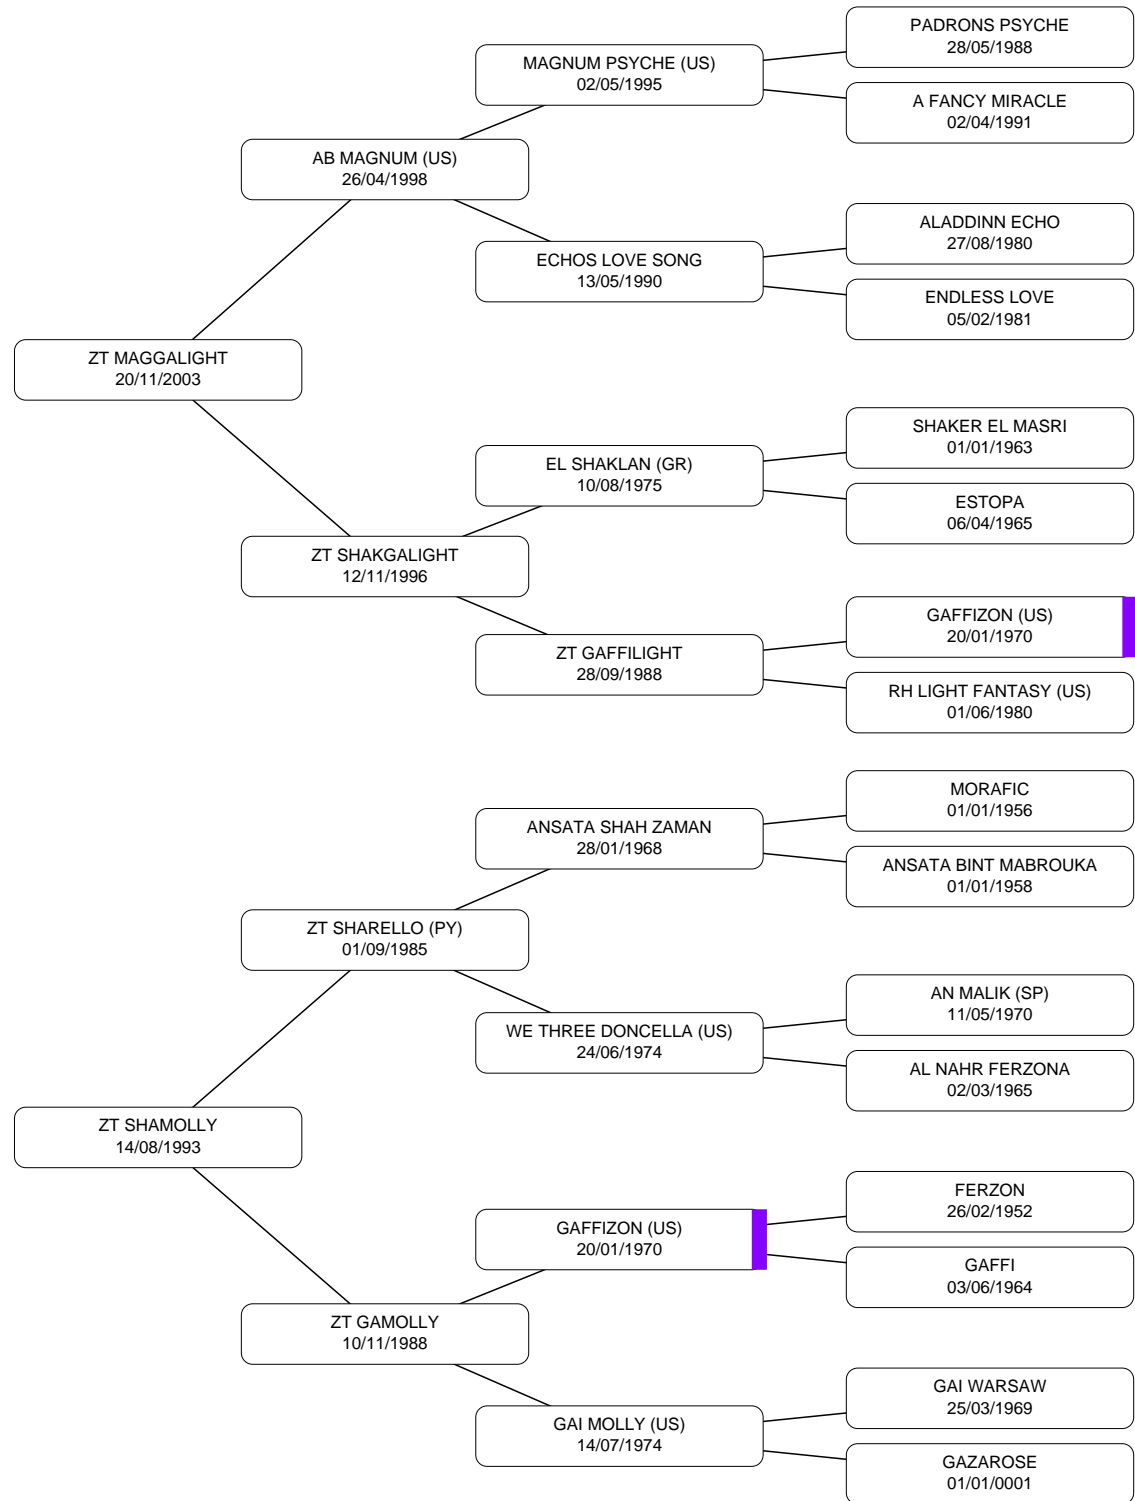 PADRONS PSYCHE
28/05/1988
MAGNUM PSYCHE (US)
02/05/1995
A FANCY MIRACLE
02/04/1991
AB MAGNUM (US)
26/04/1998
ALADDINN ECHO
27/08/1980
ECHOS LOVE SONG
13/05/1990
ENDLESS LOVE
05/02/1981
ZT MAGGALIGHT
20/11/2003
SHAKER EL MASRI
01/01/1963
EL SHAKLAN (GR)
10/08/1975
ESTOPA
06/04/1965
ZT SHAKGALIGHT
12/11/1996
GAFFIZON (US)
20/01/1970
ZT GAFFILIGHT
28/09/1988
RH LIGHT FANTASY (US)
01/06/1980
MORAFIC
01/01/1956
ANSATA SHAH ZAMAN
28/01/1968
ANSATA BINT MABROUKA
01/01/1958
ZT SHARELLO (PY)
01/09/1985
AN MALIK (SP)
11/05/1970
WE THREE DONCELLA (US)
24/06/1974
AL NAHR FERZONA
02/03/1965
ZT SHAMOLLY
14/08/1993
FERZON
26/02/1952
GAFFIZON (US)
20/01/1970
GAFFI
03/06/1964
ZT GAMOLLY
10/11/1988
GAI WARSAW
25/03/1969
GAI MOLLY (US)
14/07/1974
GAZAROSE
01/01/0001